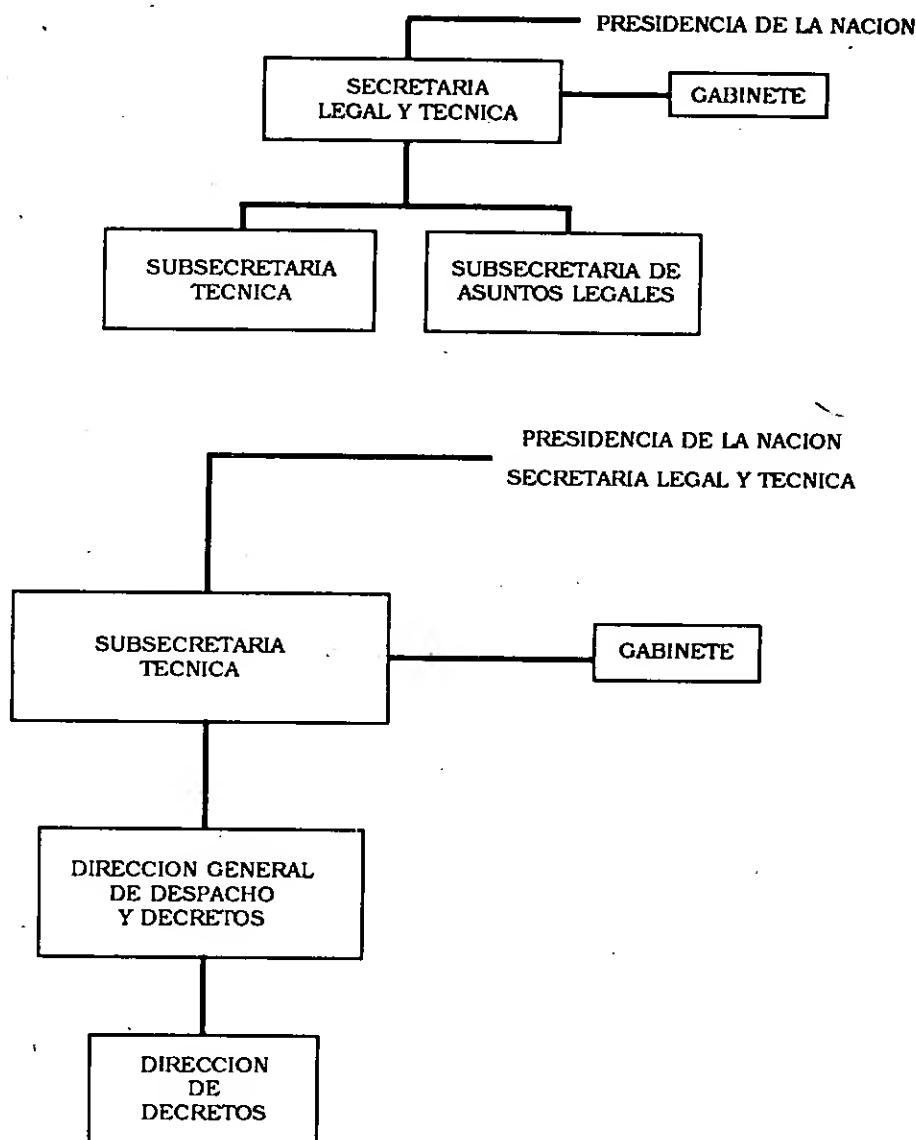 PRESIDENCIA DE LA NACION
SECRETARIA
LEGAL Y TECNICA
GABINETE
SUBSECRETARIA
TECNICA
SUBSECRETARIA DE
ASUNTOS LEGALES
PRESIDENCIA DE LA NACION
SECRETARIA LEGAL Y TECNICA
SUBSECRETARIA
TECNICA
GABINETE
DIRECCION GENERAL
DE DESPACHO
Y DECRETOS
DIRECCION
DE
DECRETOS